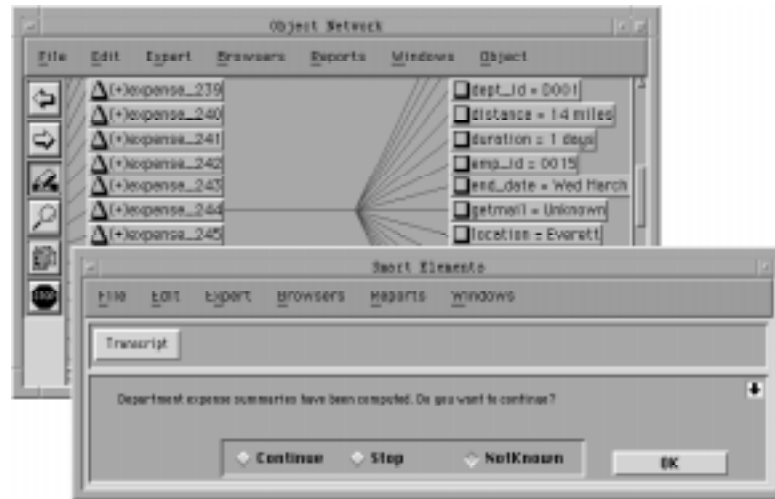 Object Network
File Edit Expert Browsers Reports Windows Object
(+)expense_239 dept_id = D001
(+)expense_240 distance = 14 miles
(+)expense_241 duration = 1 days
(+)expense_242 emp_id = 0015
(+)expense_243 end_date = Wed March
(+)expense_244 getmail = Unknown
(+)expense_245 location = Everett
STOP
Smart Elements
File Edit Expert Browsers Reports Windows
Transcript
Department expense summaries have been computed. Do you want to continue?
Continue Stop NotKnown OK